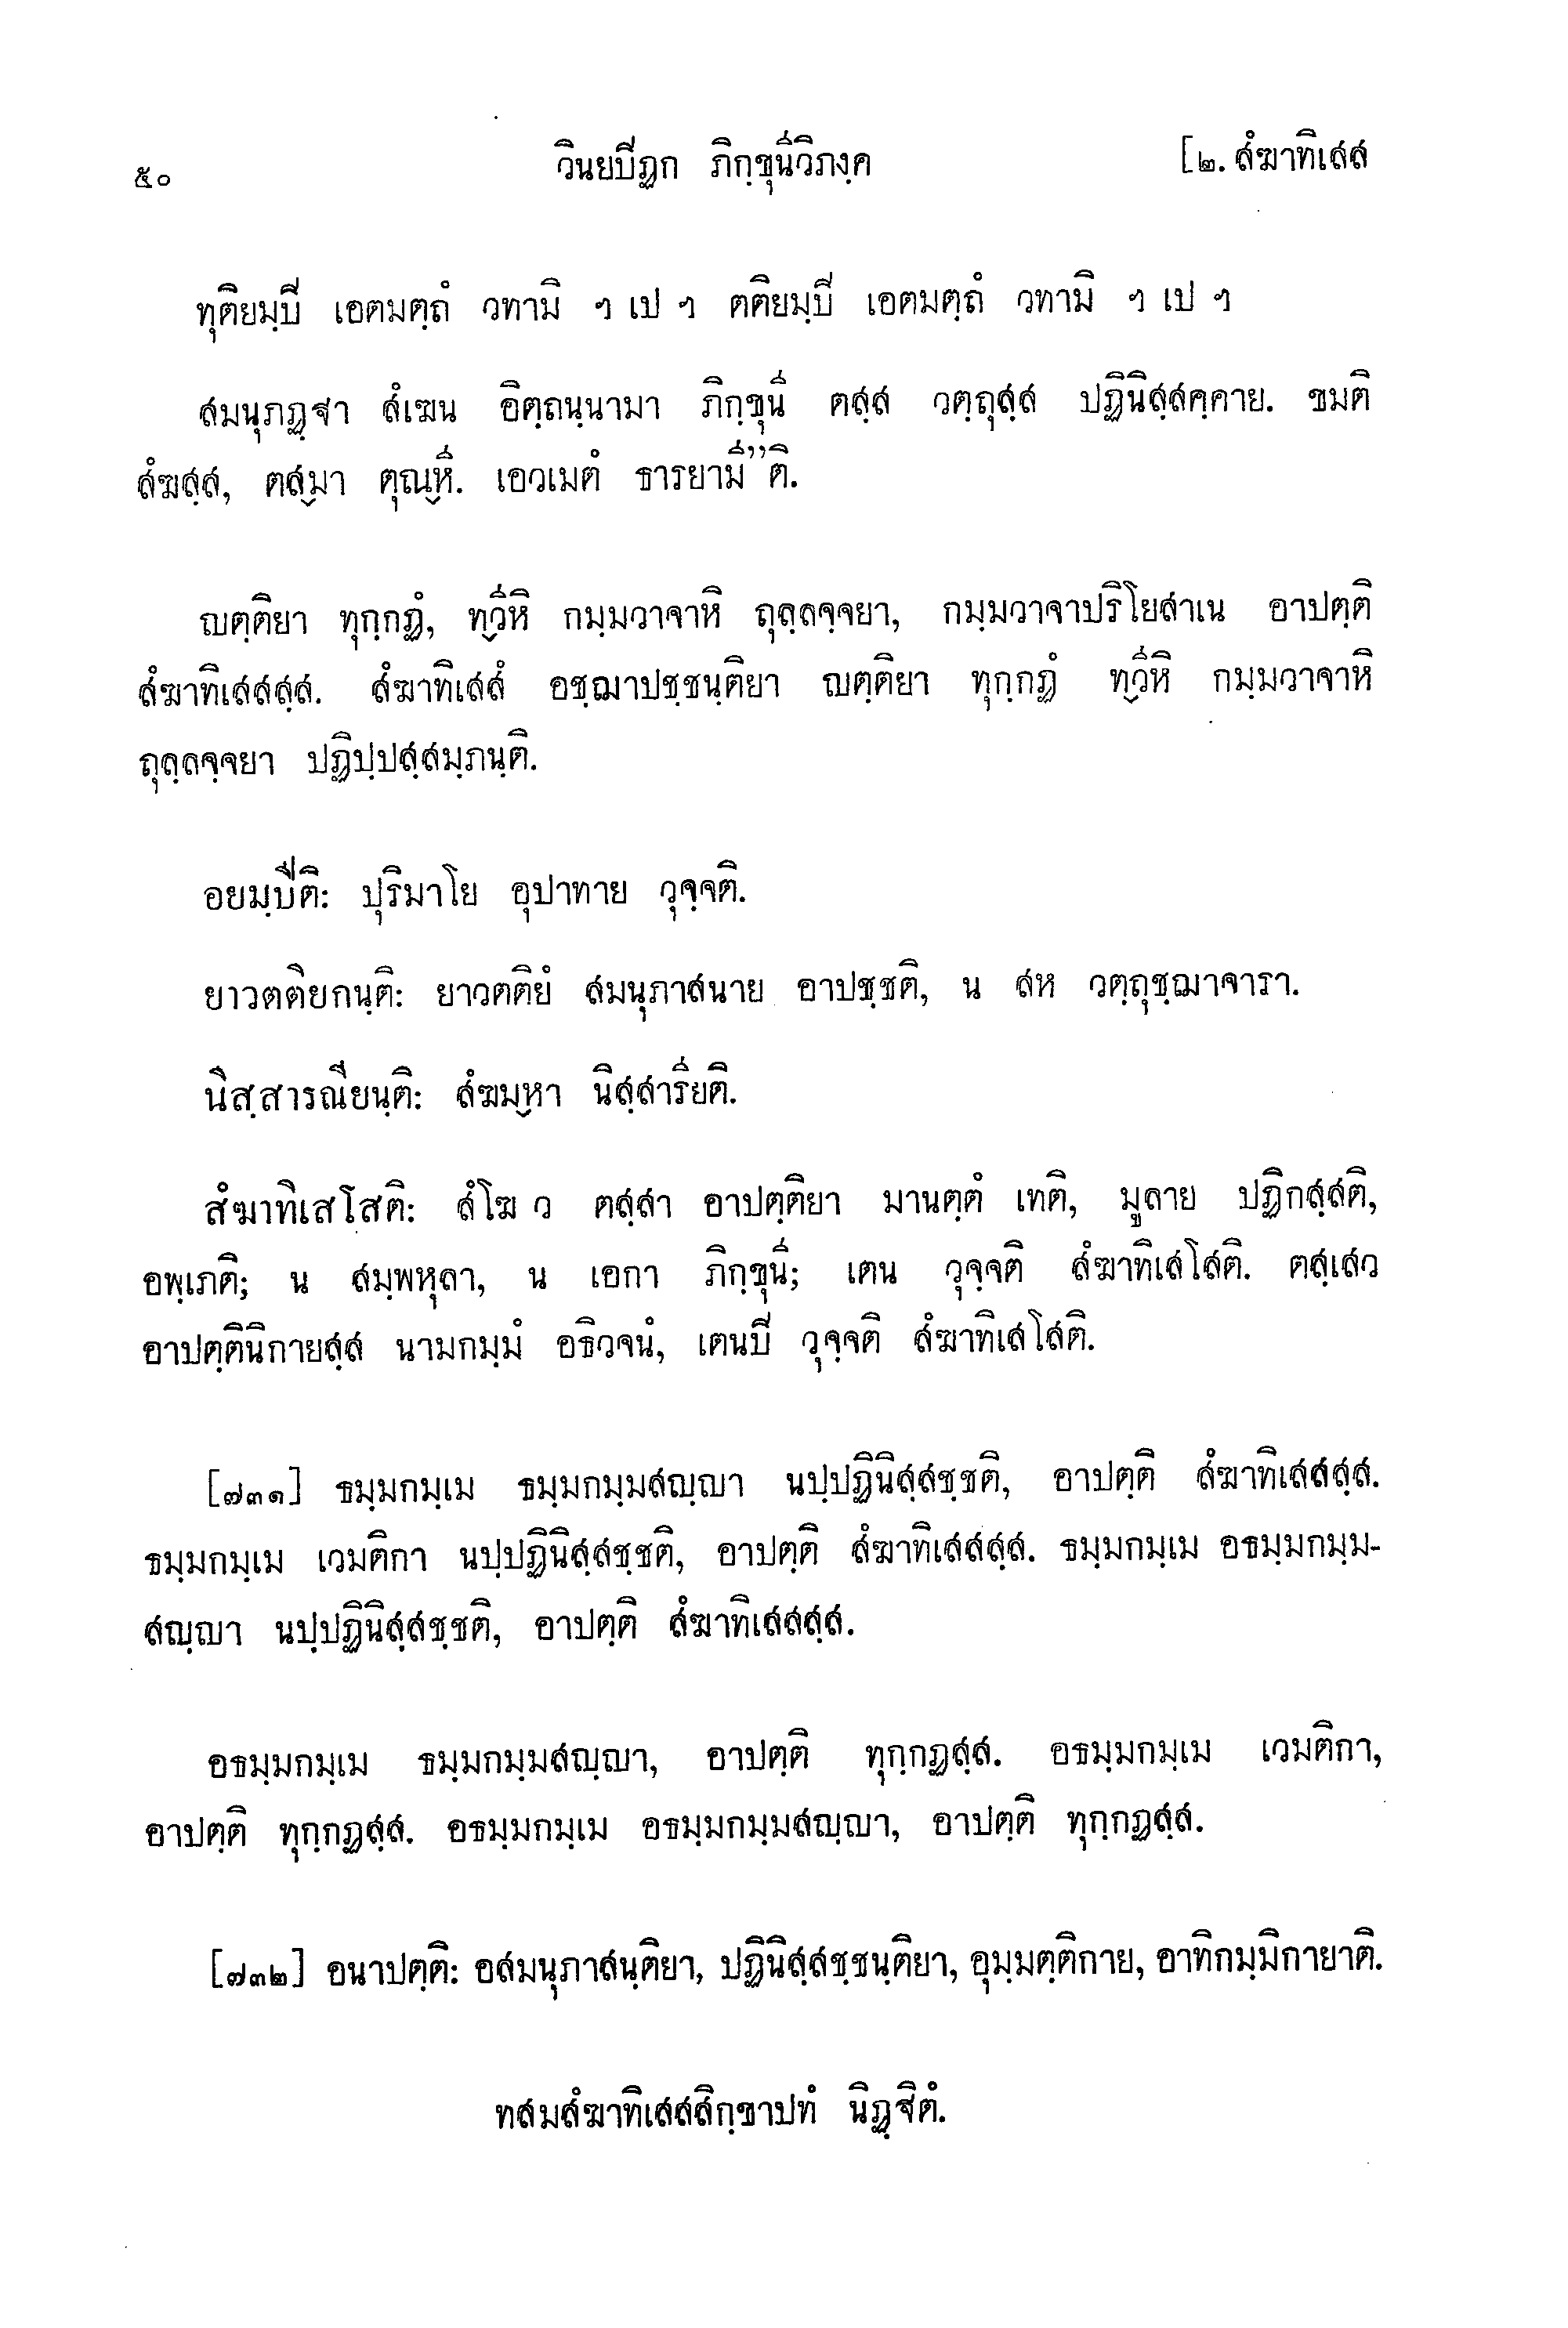 ๕๐ วินยปิฏก ภิกฺขุนีวิภงฺค [๒. สํฆาทิเสส
ทุติยมฺปิ เอตมตฺถํ วทามิ ฯ เป ฯ ตติยมฺปิ เอตมตฺถํ วทามิ ฯ เป ฯ
สมนุภฏฺฐา สํเฆน อิตฺถนฺนามา ภิกฺขุนี ตสฺส วตฺถุสฺส ปฏินิสฺสคฺคาย. ขมติ
สํฆสฺส, ตสฺมา ตุณฺหี. เอวเมตํ ธารยามี”ติ.
ญตฺติยา ทุกฺกฏํ, ทฺวีหิ กมฺมวาจาหิ ถุลฺลจฺจยา, กมฺมวาจาปริโยสาเน อาปตฺติ
สํฆาทิเสสสฺส. สํฆาทิเสสํ อชฺฌาปชฺชนฺติยา ญตฺติยา ทุกฺกฏํ ทฺวีหิ กมฺมวาจาหิ
ถุลฺลจฺจยา ปฏิปฺปสฺสมฺภนฺติ.
อยมฺปีติ: ปุริมาโย อุปาทาย วุจฺจติ.
ยาวตติยกนฺติ: ยาวตติยํ สมนุภาสนาย อาปชฺชติ, น สห วตฺถุชฺฌาจารา.
นิสฺสารณียนฺติ: สํฆมฺหา นิสฺสารียติ.
สํฆาทิเสโสติ: สํโฆ ว ตสฺสา อาปตฺติยา มานตฺตํ เทติ, มูลาย ปฏิกสฺสติ,
อพฺเภติ; น สมฺพหุลา, น เอกา ภิกฺขุนี; เตน วุจฺจติ สํฆาทิเสโสติ. ตสฺเสว
อาปตฺตินิกายสฺส นามกมฺมํ อธิวจนํ, เตนปิ วุจฺจติ สํฆาทิเสโสติ.
[๗๓๑] ธมฺมกมฺเม ธมฺมกมฺมสญฺญา นปฺปฏินิสฺสชฺชติ, อาปตฺติ สํฆาทิเสสสฺส.
ธมฺมกมฺเม เวมติกา นปฺปฏินิสฺสชฺชติ, อาปตฺติ สํฆาทิเสสสฺส. ธมฺมกมฺเม อธมฺมกมฺม-
สญฺญา นปฺปฏินิสฺสชฺชติ, อาปตฺติ สํฆาทิเสสสฺส.
อธมฺมกมฺเม ธมฺมกมฺมสญฺญา, อาปตฺติ ทุกฺกฏสฺส. อธมฺมกมฺเม เวมติกา,
อาปตฺติ ทุกฺกฏสฺส. อธมฺมกมฺเม อธมฺมกมฺมสญฺญา, อาปตฺติ ทุกฺกฏสฺส.
[๗๓๒] อนาปตฺติ: อสมนุภาสนฺติยา, ปฏินิสฺสชฺชนฺติยา, อุมฺมตฺติกาย, อาทิกมฺมิกายาติ.
ทสมสํฆาทิเสสสิกฺขาปทํ นิฏฺฐิตํ.